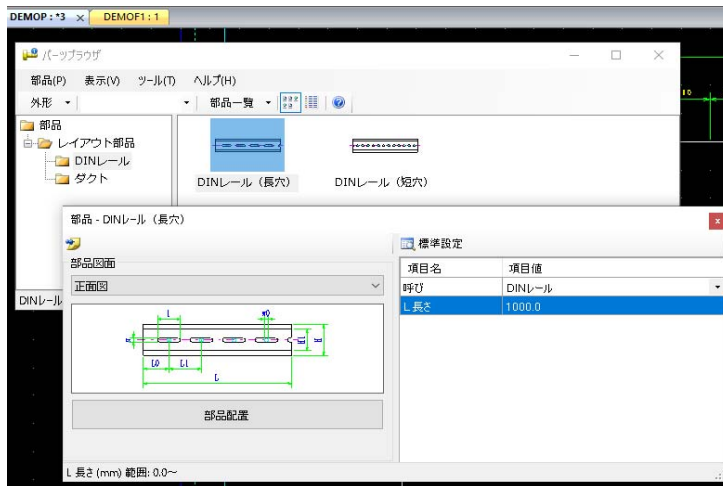 DEMOP : *3 × DEMOF1 : 1
パーツブラウザ
部品(P) 表示(V) ツール(T) ヘルプ(H)
外形 部品一覧
部品
レイアウト部品
DINレール
ダクト
DINレール（長穴） DINレール（短穴）
10
部品 - DINレール（長穴）
標準設定
部品図面
正面図
項目名 項目値
呼び DINレール
L 長さ 1000.0
DINレール
L0 L1
L
部品配置
L 長さ (mm) 範囲: 0.0～